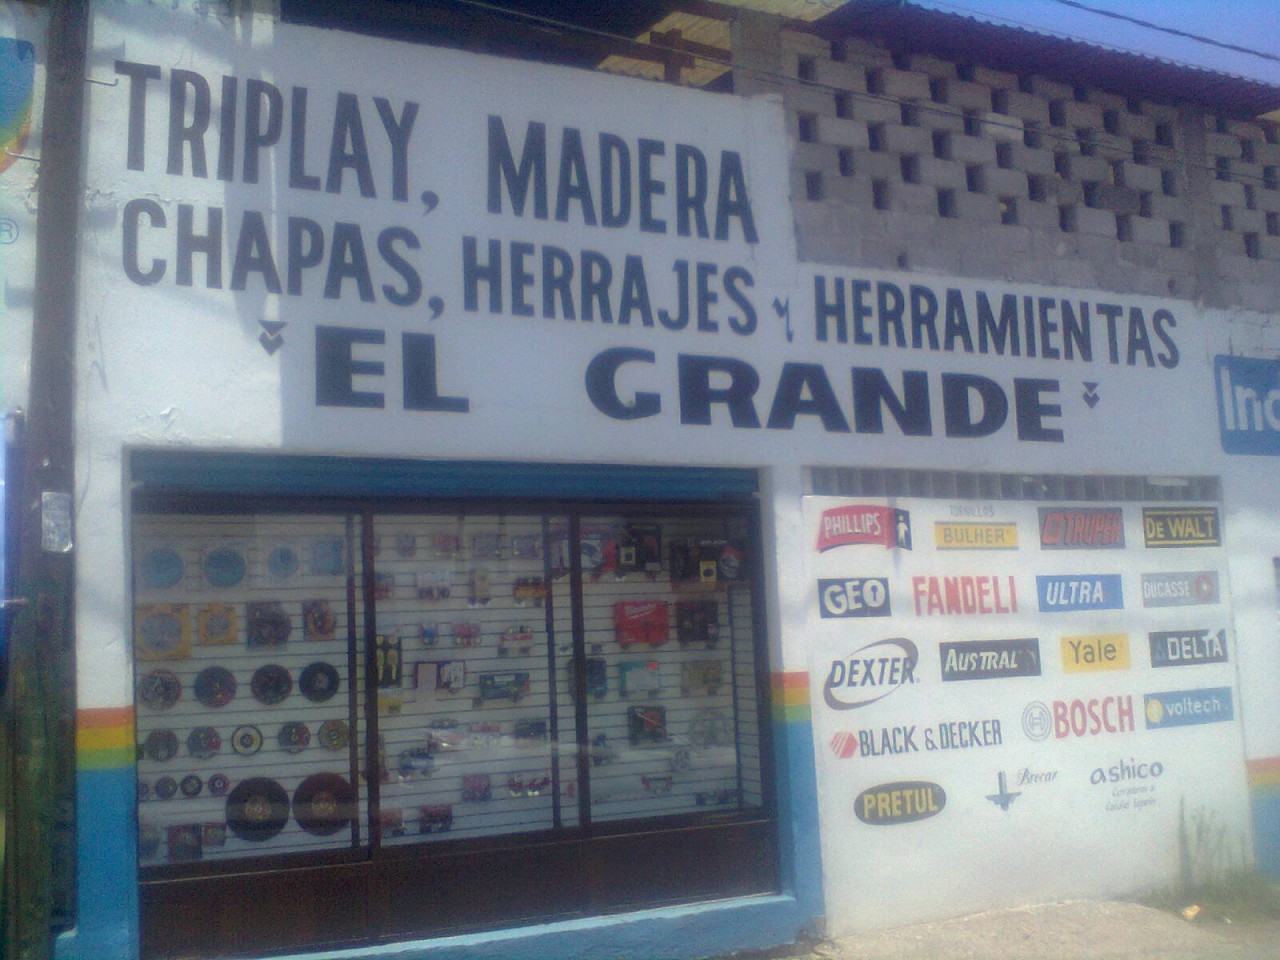 TRIPLAY, MADERA
CHAPAS, HERRAJES Y HERRAMIENTAS
EL GRANDE
PHILLIPS
TORNILLOS
BULHER
TRUPER
DE WALT
GEO
FANDELI
ULTRA
DUCASSE
DEXTER
AUSTRAL
Yale
DELTA
BLACK & DECKER
BOSCH
voltech
PRETUL
Brecar
ashico
Ind
®